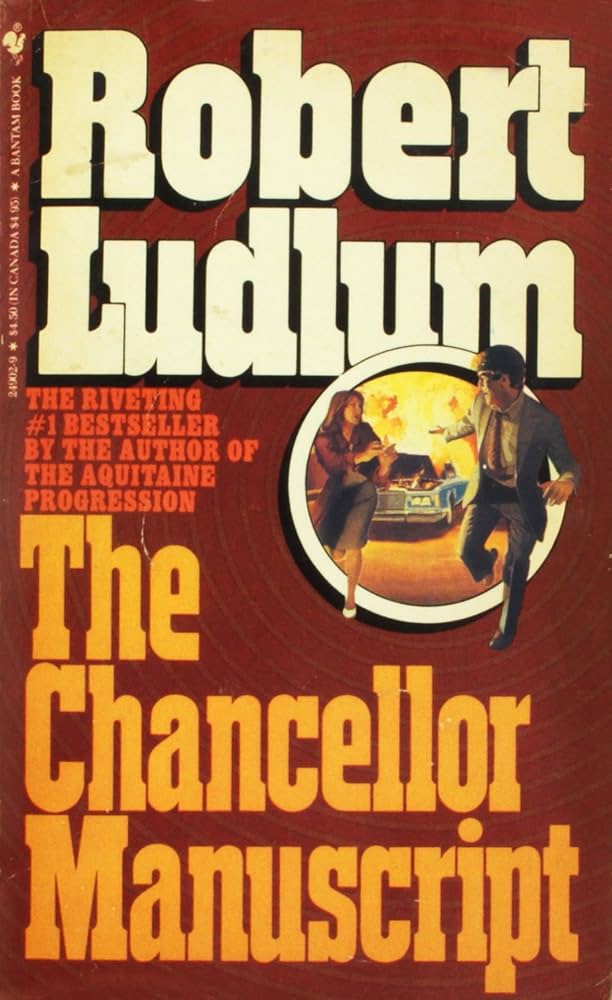 Robert
Ludlum
THE RIVETING
#1 BESTSELLER
BY THE AUTHOR OF
THE AQUITAINE
PROGRESSION
The
Chancellor
Manuscript
24902-9 * $4.50 (IN CANADA $4.95) * A BANTAM BOOK